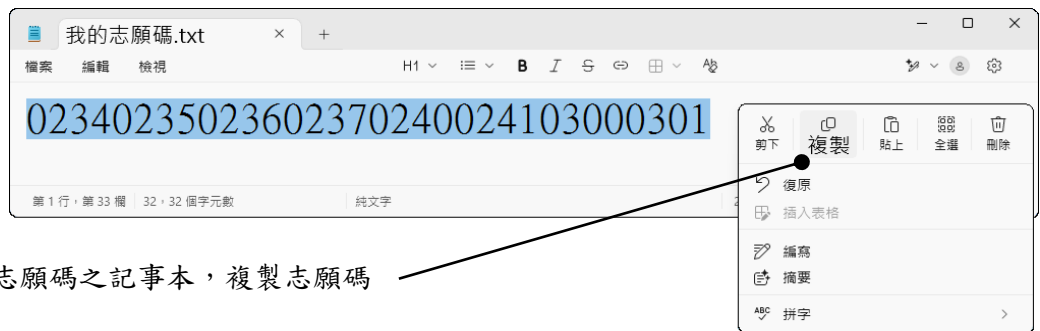 我的志願碼.txt × +
檔案 編輯 檢視 H1 B I S
02340235023602370240024103000301
剪下 複製 貼上 全選 刪除
復原
插入表格
編寫
摘要
ABC 拼字
第 1 行，第 33 欄 32，32 個字元數 純文字
志願碼之記事本，複製志願碼